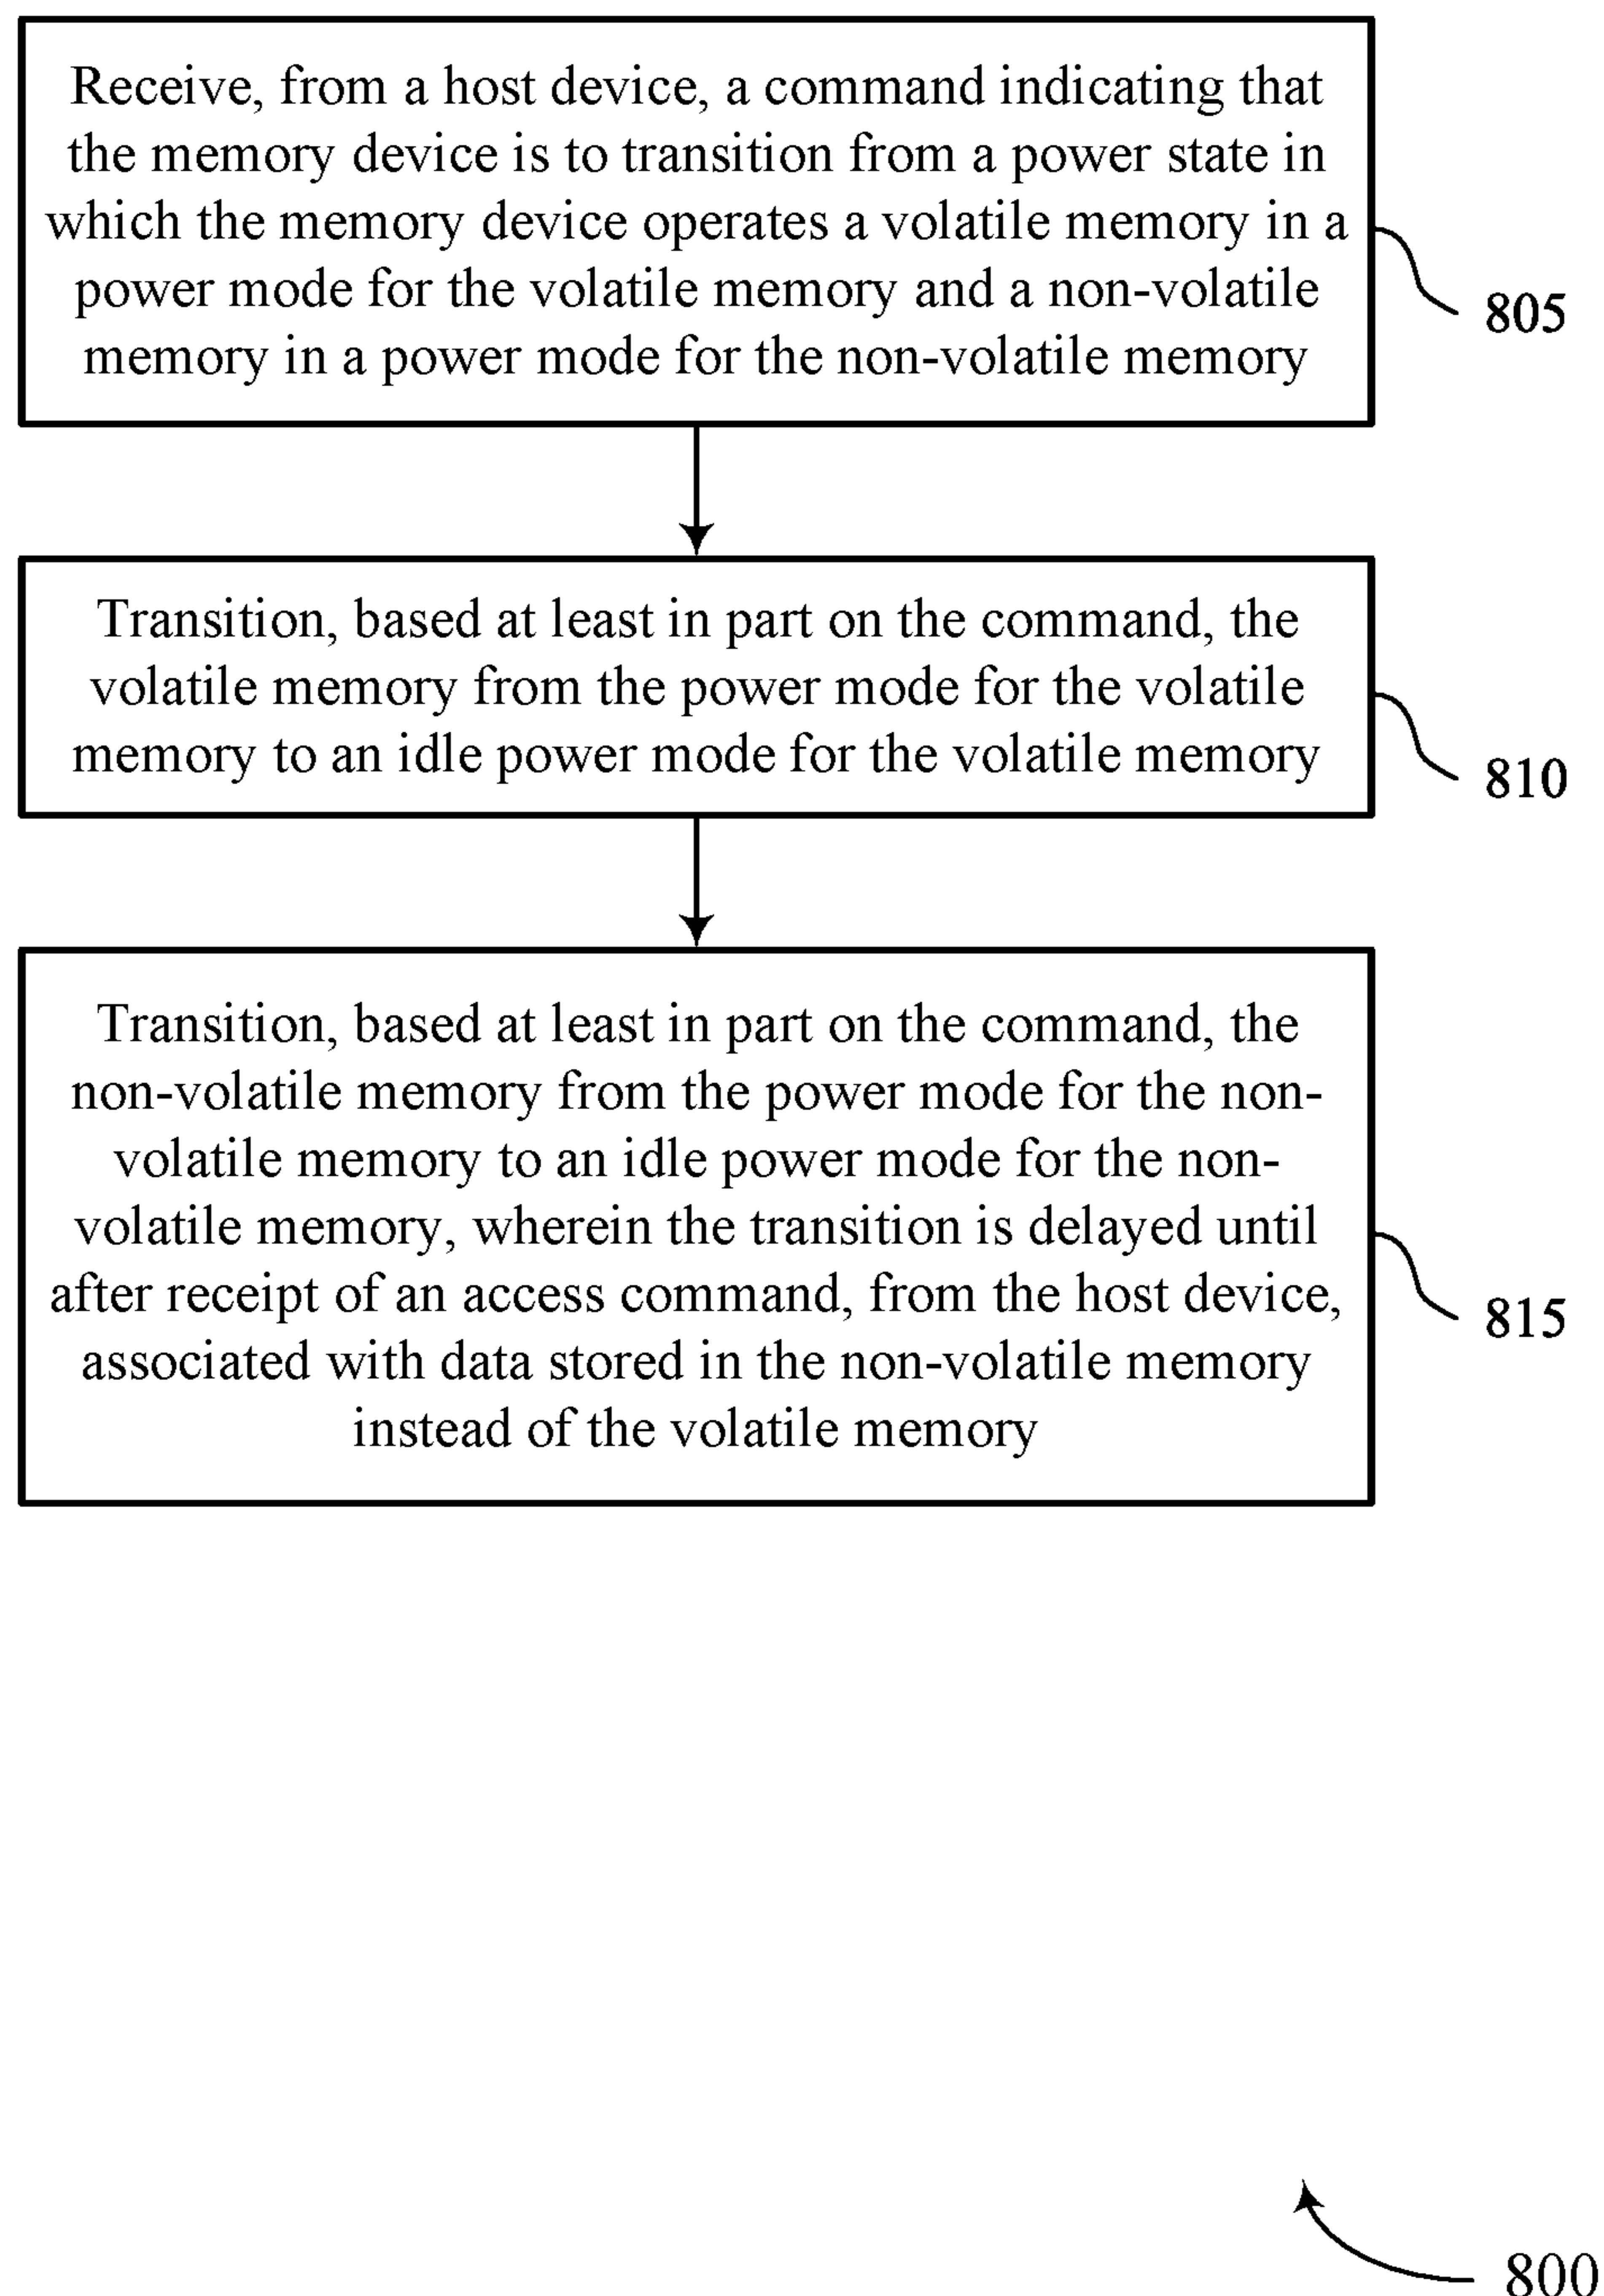 Receive, from a host device, a command indicating that
the memory device is to transition from a power state in
which the memory device operates a volatile memory in a
power mode for the volatile memory and a non-volatile
memory in a power mode for the non-volatile memory
805
Transition, based at least in part on the command, the
volatile memory from the power mode for the volatile
memory to an idle power mode for the volatile memory
810
Transition, based at least in part on the command, the
non-volatile memory from the power mode for the non-
volatile memory to an idle power mode for the non-
volatile memory, wherein the transition is delayed until
after receipt of an access command, from the host device,
associated with data stored in the non-volatile memory
instead of the volatile memory
815
800